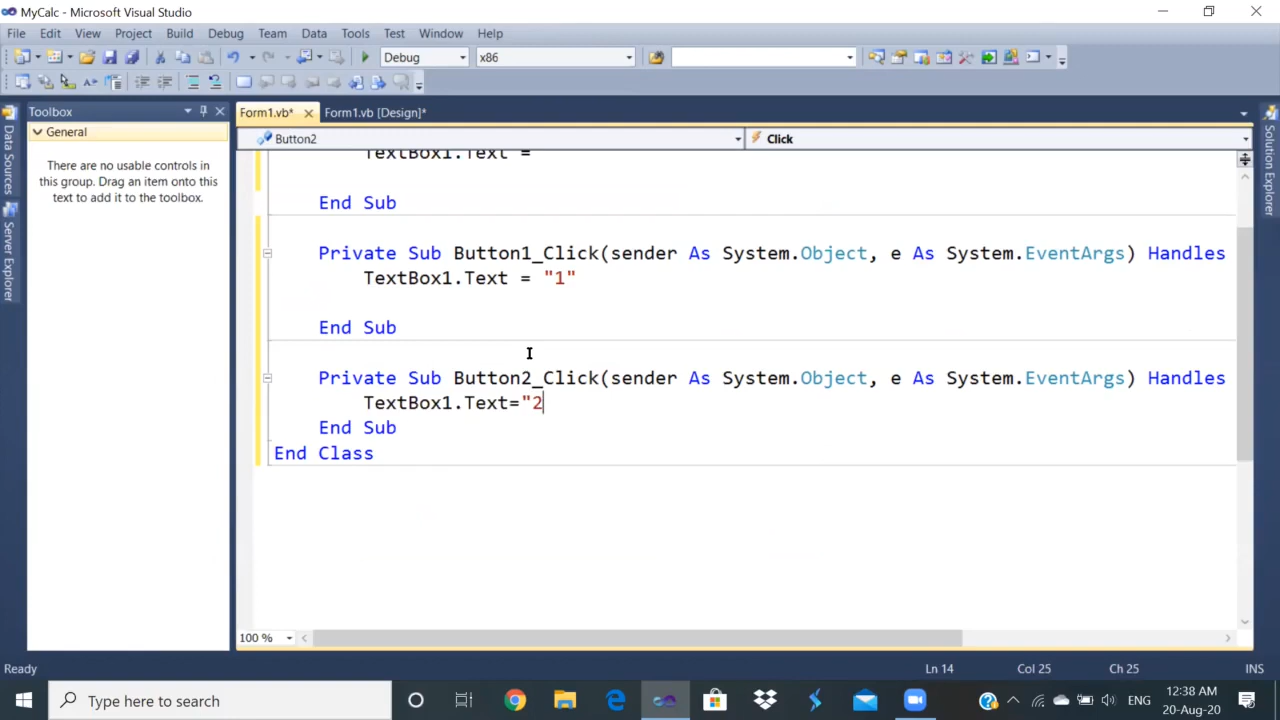 MyCalc - Microsoft Visual Studio
File Edit View Project Build Debug Team Data Tools Test Window Help
Debug x86
Toolbox
Form1.vb* Form1.vb [Design]*
General
Button2 Click
There are no usable controls in
this group. Drag an item onto this
text to add it to the toolbox.
Data Sources
Server Explorer
Solution Explorer
TextBox1.Text =
End Sub
Private Sub Button1_Click(sender As System.Object, e As System.EventArgs) Handles
TextBox1.Text = "1"
End Sub
Private Sub Button2_Click(sender As System.Object, e As System.EventArgs) Handles
TextBox1.Text="2
End Sub
End Class
100 %
Ready Ln 14 Col 25 Ch 25 INS
Type here to search
ENG
12:38 AM
20-Aug-20